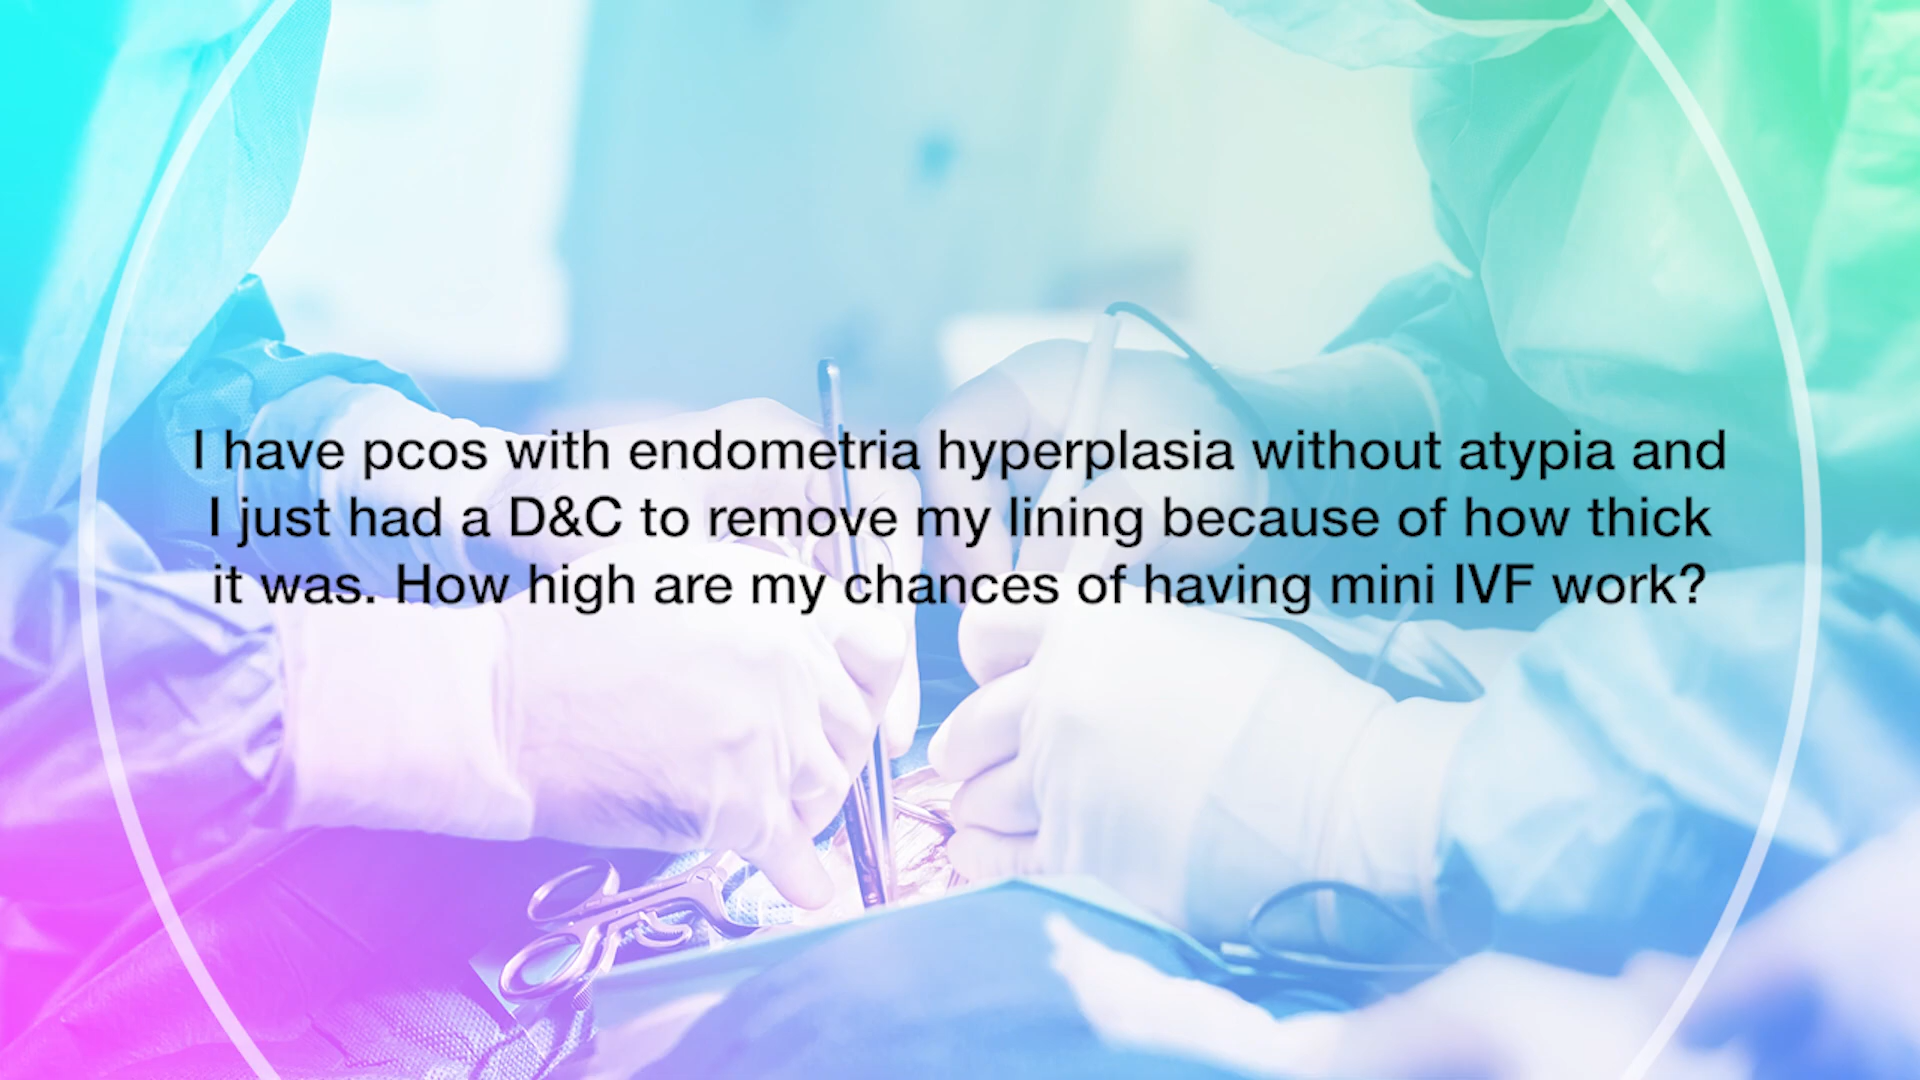 I have pcos with endometria hyperplasia without atypia and
I just had a D&C to remove my lining because of how thick
it was. How high are my chances of having mini IVF work?